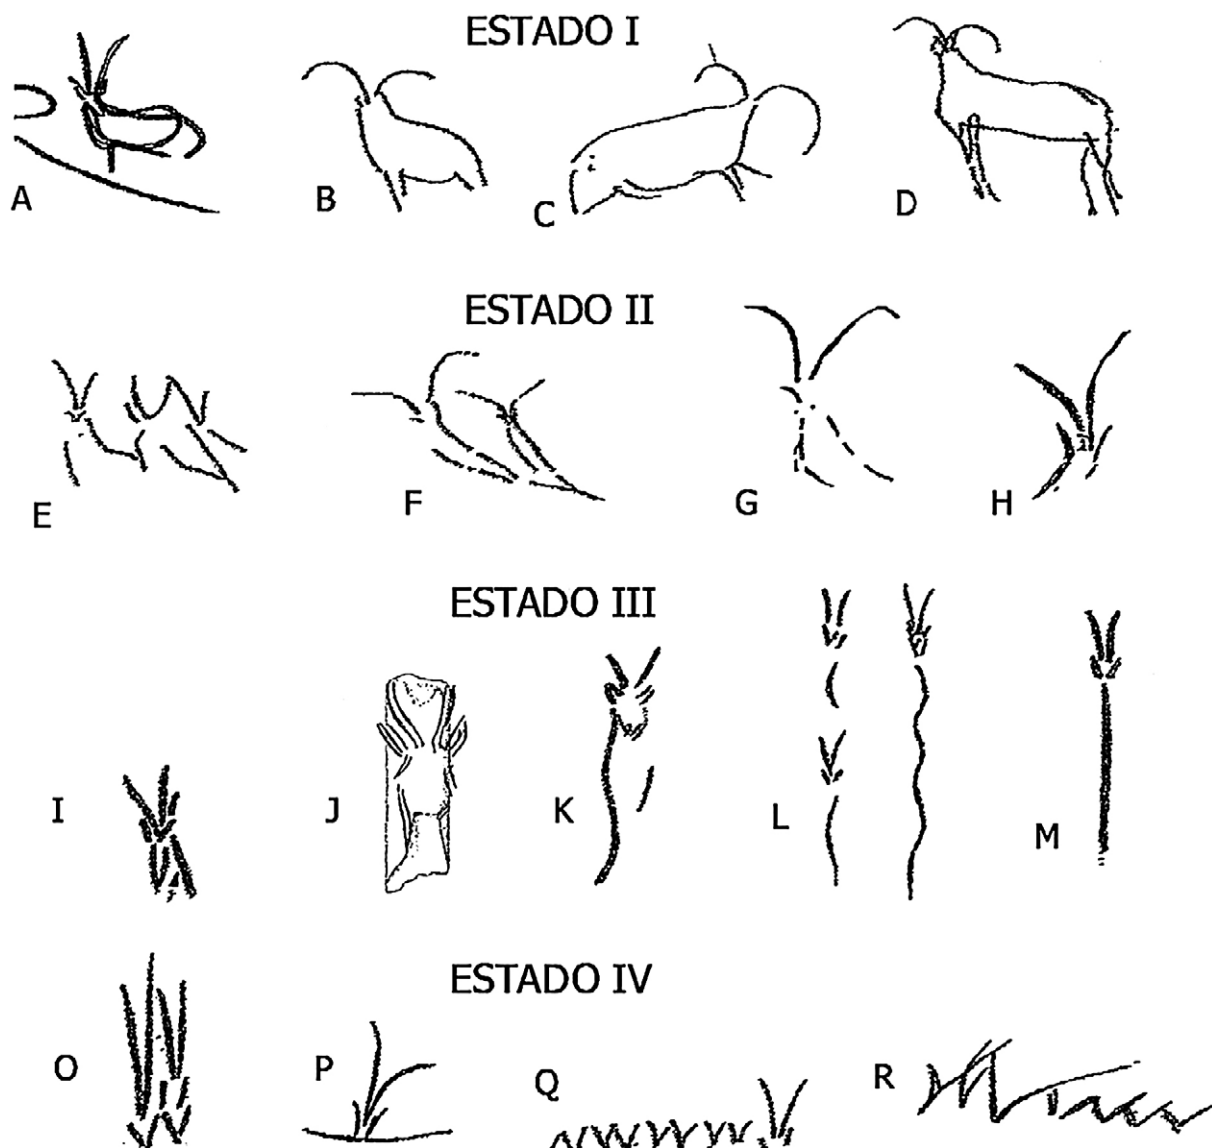 ESTADO I
A B C D
ESTADO II
E F G H
ESTADO III
I J K L M
ESTADO IV
O P Q R